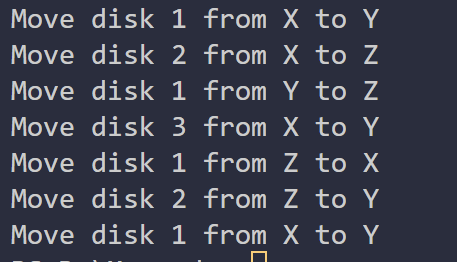 Move disk 1 from X to Y
Move disk 2 from X to Z
Move disk 1 from Y to Z
Move disk 3 from X to Y
Move disk 1 from Z to X
Move disk 2 from Z to Y
Move disk 1 from X to Y